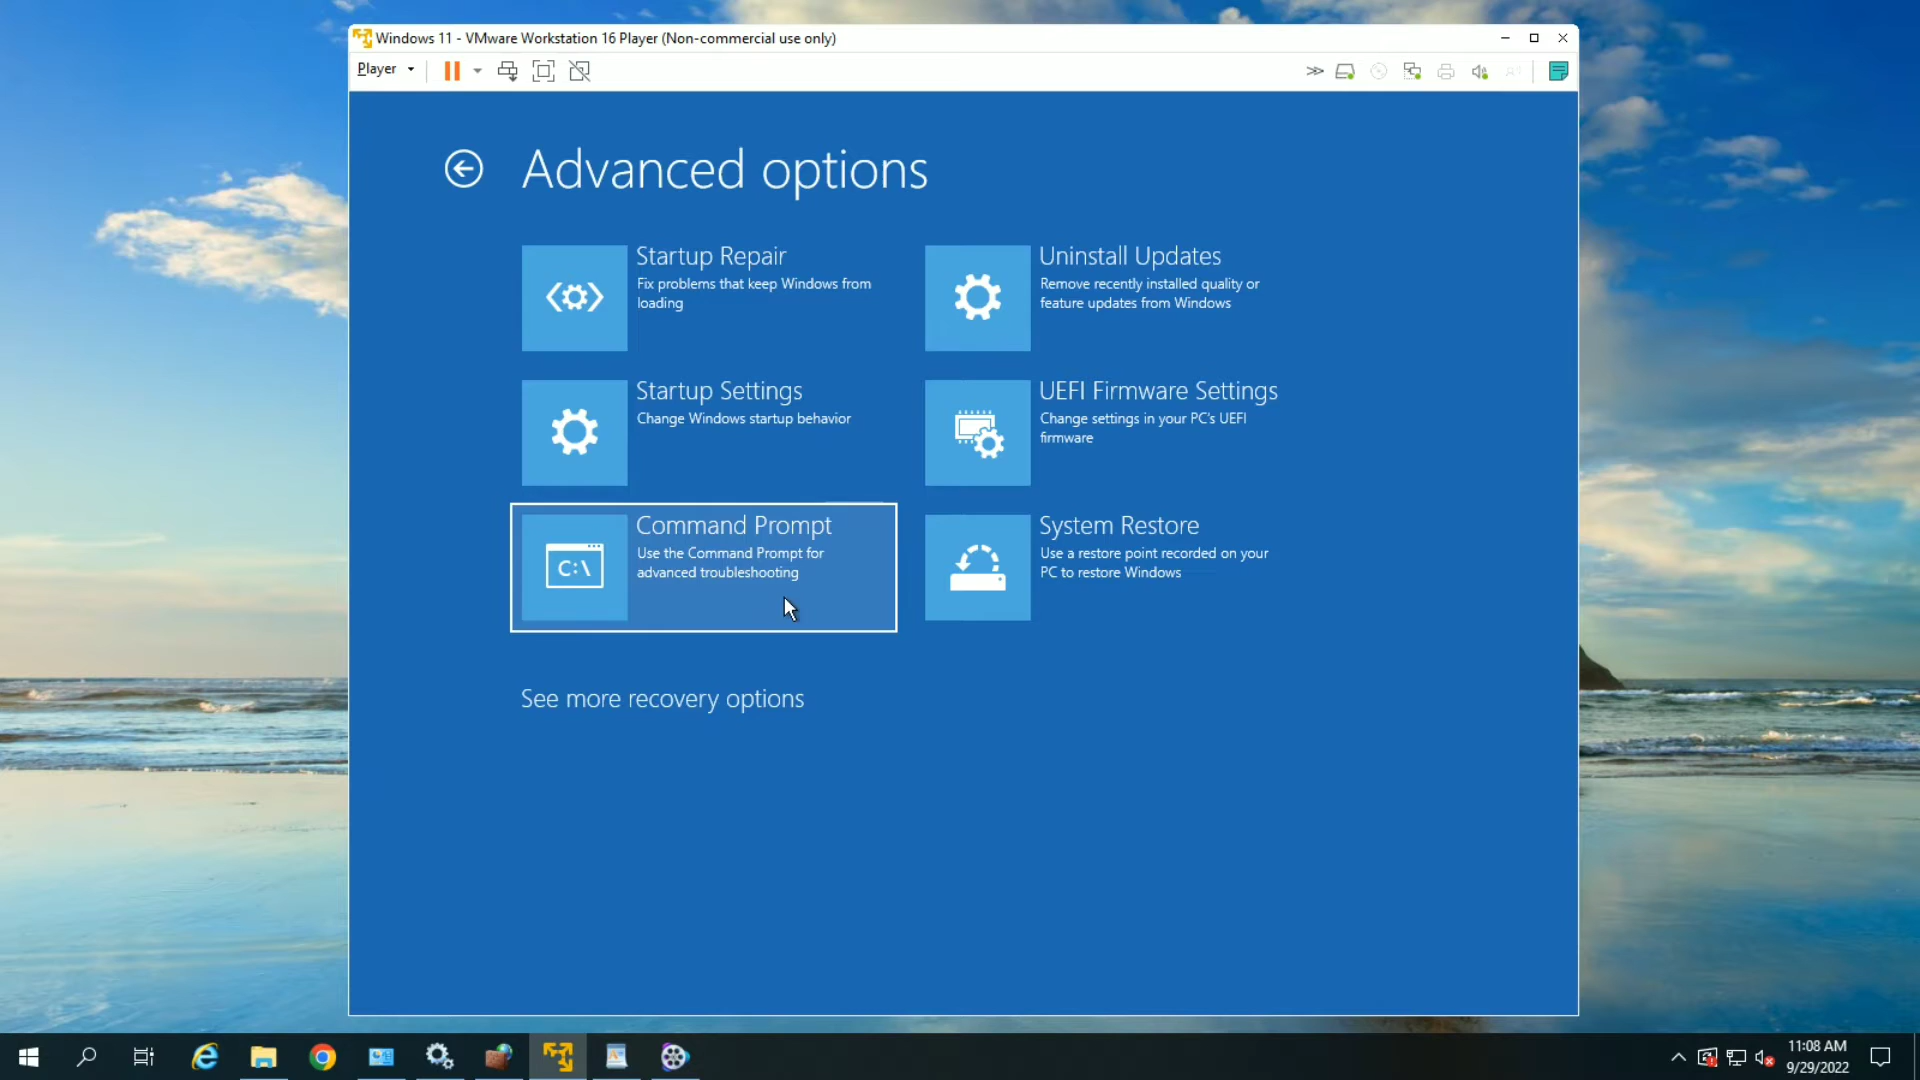 Windows 11 - VMware Workstation 16 Player (Non-commercial use only)
Player
Advanced options
Startup Repair
Fix problems that keep Windows from
loading
Uninstall Updates
Remove recently installed quality or
feature updates from Windows
Startup Settings
Change Windows startup behavior
UEFI Firmware Settings
Change settings in your PC's UEFI
firmware
C:\
Command Prompt
Use the Command Prompt for
advanced troubleshooting
System Restore
Use a restore point recorded on your
PC to restore Windows
See more recovery options
11:08 AM
9/29/2022